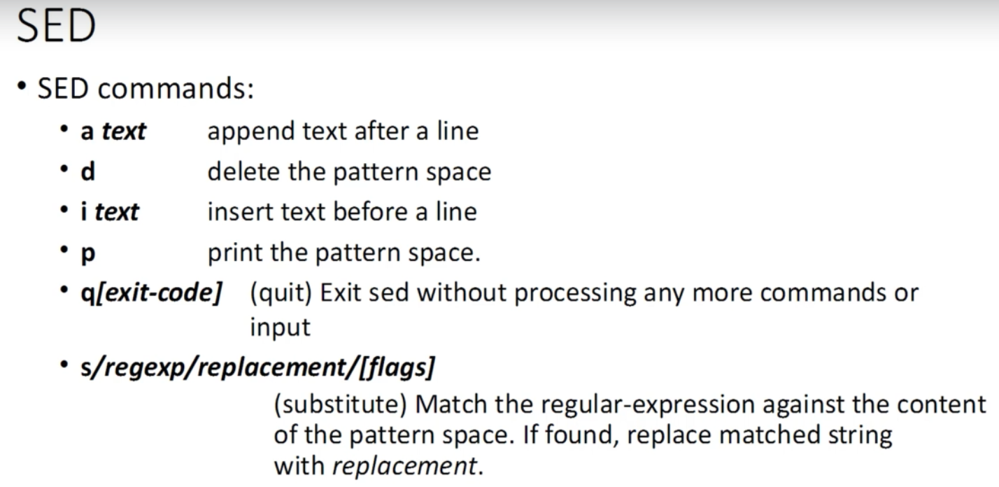 SED
• SED commands:
• a text append text after a line
• d delete the pattern space
• i text insert text before a line
• p print the pattern space.
• q[exit-code] (quit) Exit sed without processing any more commands or
input
• s/regexp/replacement/[flags]
(substitute) Match the regular-expression against the content
of the pattern space. If found, replace matched string
with replacement.